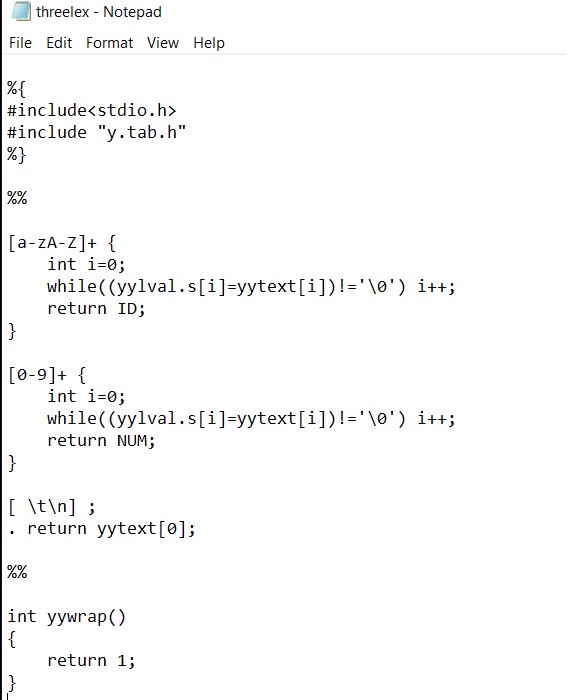 threelex - Notepad
File Edit Format View Help
%{
#include<stdio.h>
#include "y.tab.h"
%}
%%
[a-zA-Z]+ {
    int i=0;
    while((yylval.s[i]=yytext[i])!='\0') i++;
    return ID;
}
[0-9]+ {
    int i=0;
    while((yylval.s[i]=yytext[i])!='\0') i++;
    return NUM;
}
[ \t\n] ;
. return yytext[0];
%%
int yywrap()
{
    return 1;
}